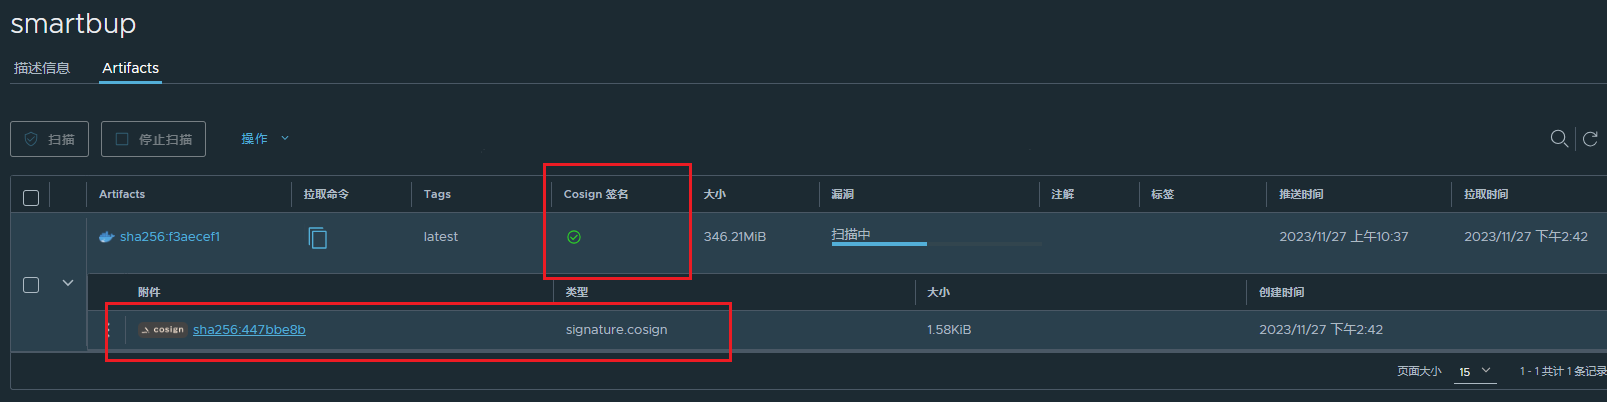 smartbup
描述信息 Artifacts
扫描 停止扫描 操作
Artifacts 拉取命令 Tags Cosign 签名 大小 漏洞 注解 标签 推送时间 拉取时间
sha256:f3aecef1 latest 346.21MiB 扫描中 2023/11/27 上午10:37 2023/11/27 下午2:42
附件 类型 大小 创建时间
cosign sha256:447bbe8b signature.cosign 1.58KiB 2023/11/27 下午2:42
页面大小 15 1 - 1 共计 1 条记录